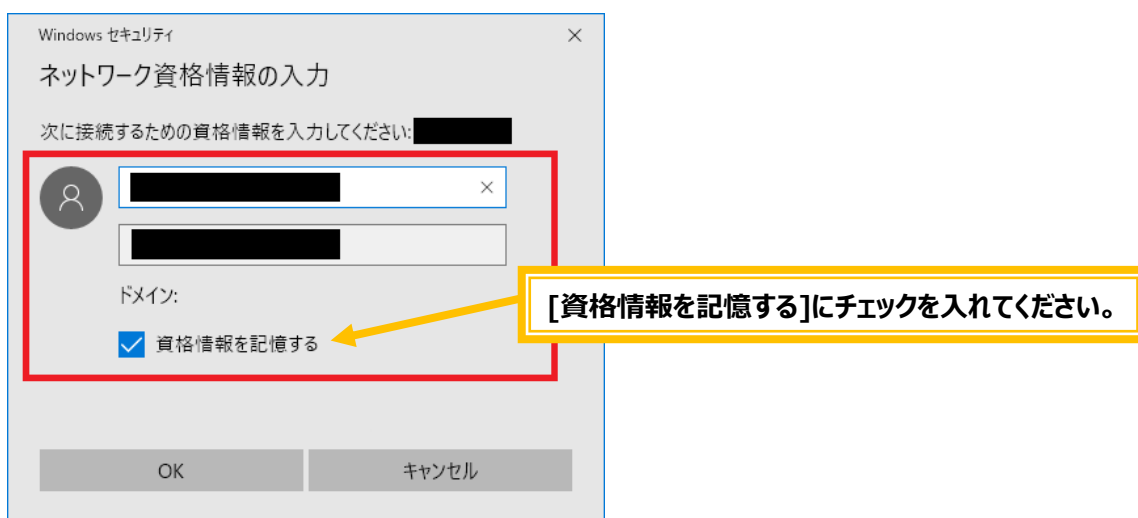 Windows セキュリティ
ネットワーク資格情報の入力
次に接続するための資格情報を入力してください:
ドメイン:
[資格情報を記憶する]にチェックを入れてください。
資格情報を記憶する
OK
キャンセル